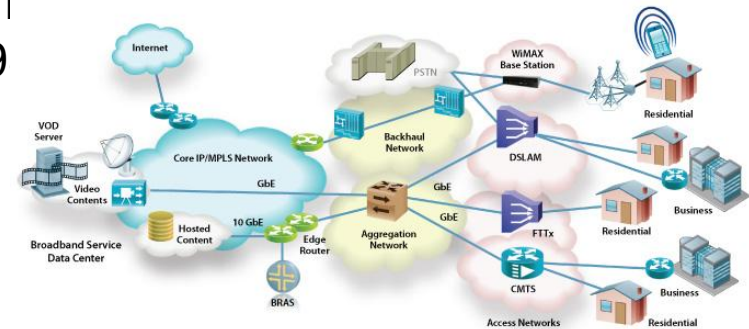 9
Internet
PSTN
WiMAX
Base Station
Residential
VOD
Server
Core IP/MPLS Network
Backhaul
Network
DSLAM
Video
Contents
GbE
GbE
GbE
Business
Hosted
Content
10 GbE
Edge
Router
Aggregation
Network
FTTx
Residential
Broadband Service
Data Center
BRAS
CMTS
Business
Access Networks
Residential